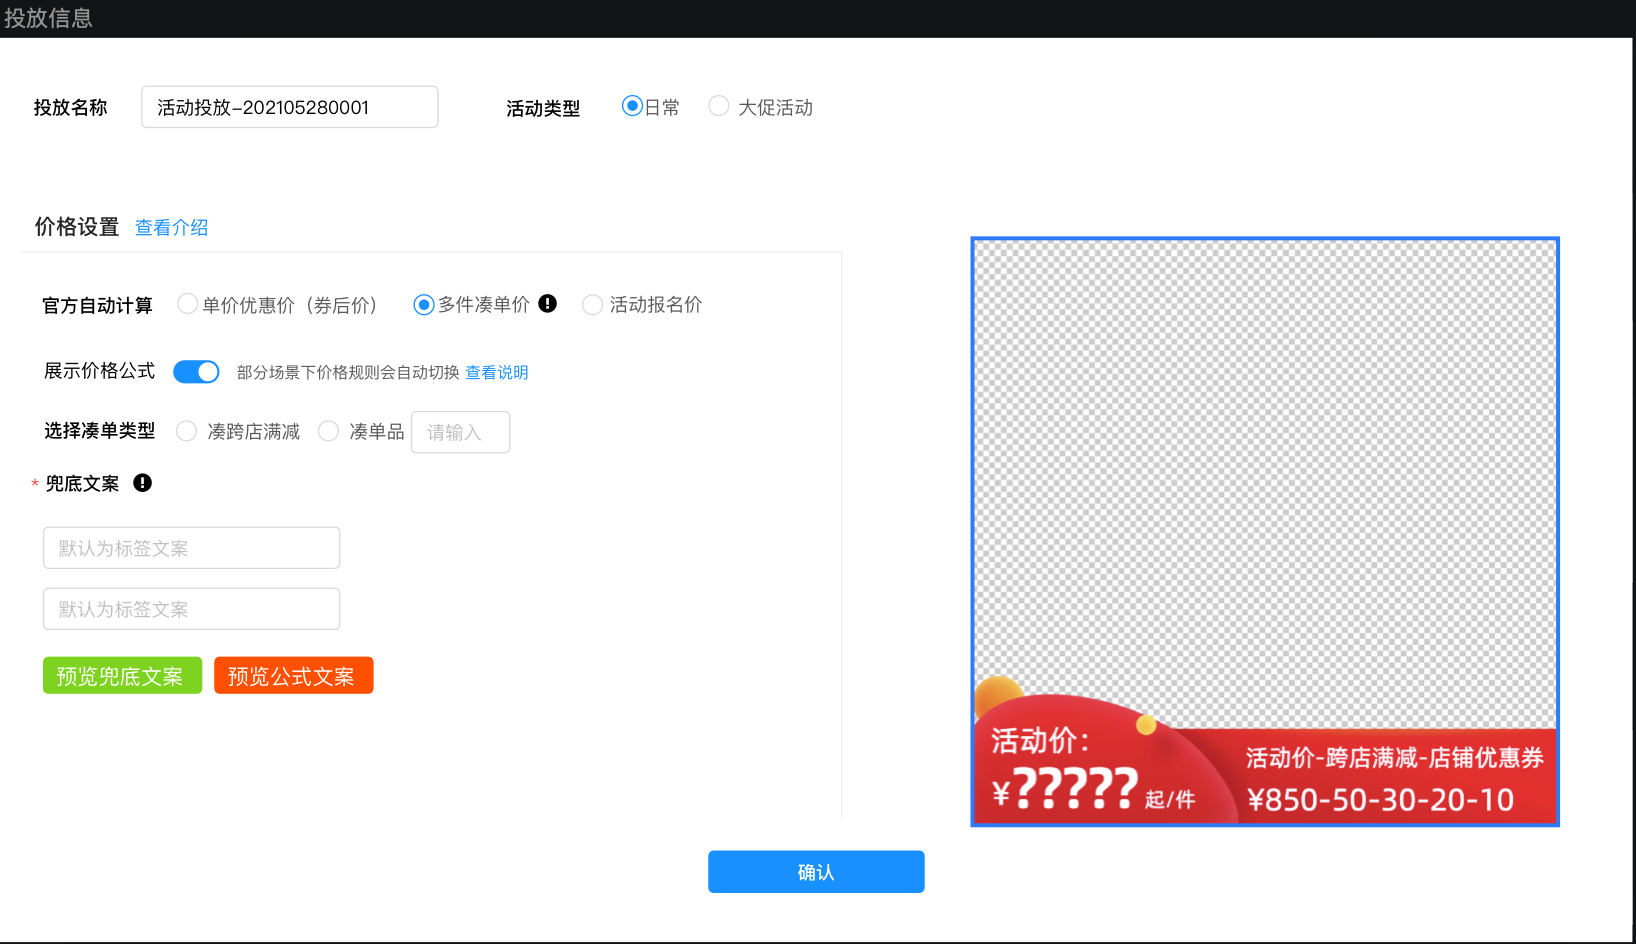 投放信息
投放名称 活动投放-202105280001 活动类型 日常 大促活动
价格设置 查看介绍
官方自动计算 单价优惠价（券后价） 多件凑单价 活动报名价
展示价格公式 部分场景下价格规则会自动切换 查看说明
选择凑单类型 凑跨店满减 凑单品 请输入
* 兜底文案
默认为标签文案
默认为标签文案
预览兜底文案 预览公式文案
活动价：
¥????? 起/件
活动价-跨店满减-店铺优惠券
¥850-50-30-20-10
确认